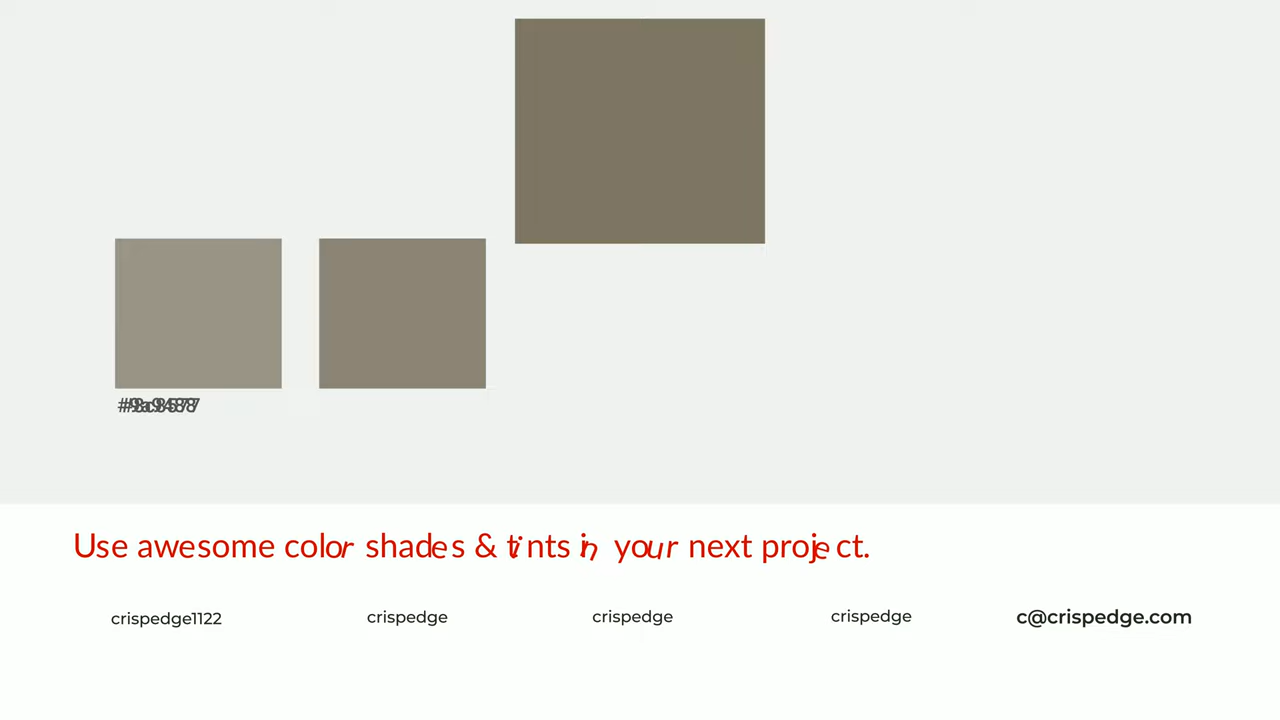 Use awesome color shades & tints in your next project.
crispedge1122 crispedge crispedge crispedge c@crispedge.com